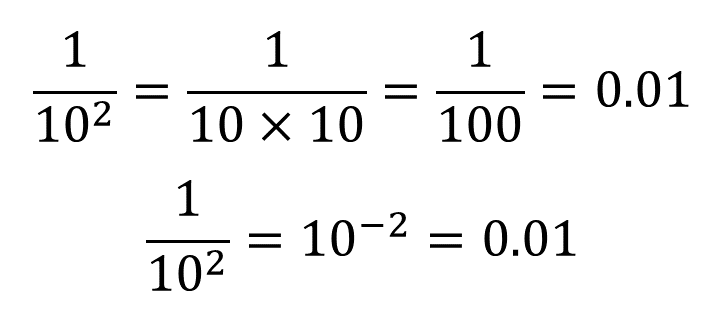 1/10² = 1/(10 × 10) = 1/100 = 0.01
1/10² = 10⁻² = 0.01